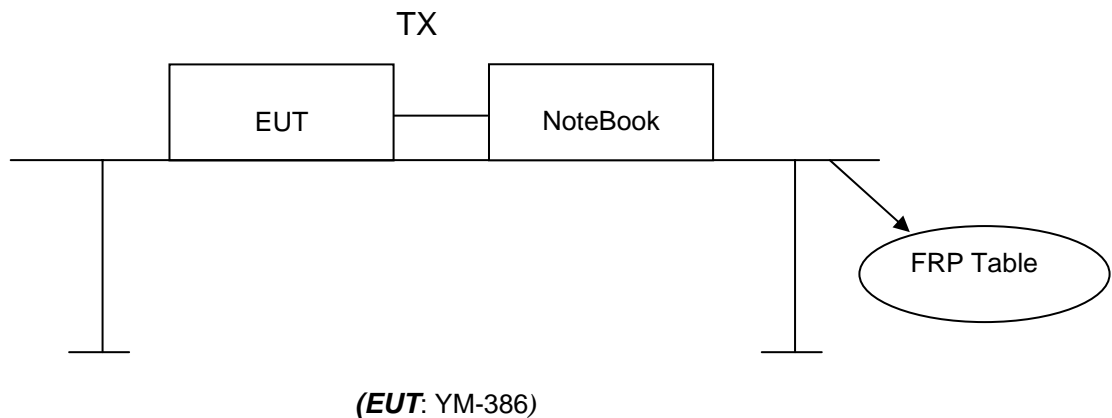 TX
EUT
NoteBook
FRP Table
(EUT: YM-386)